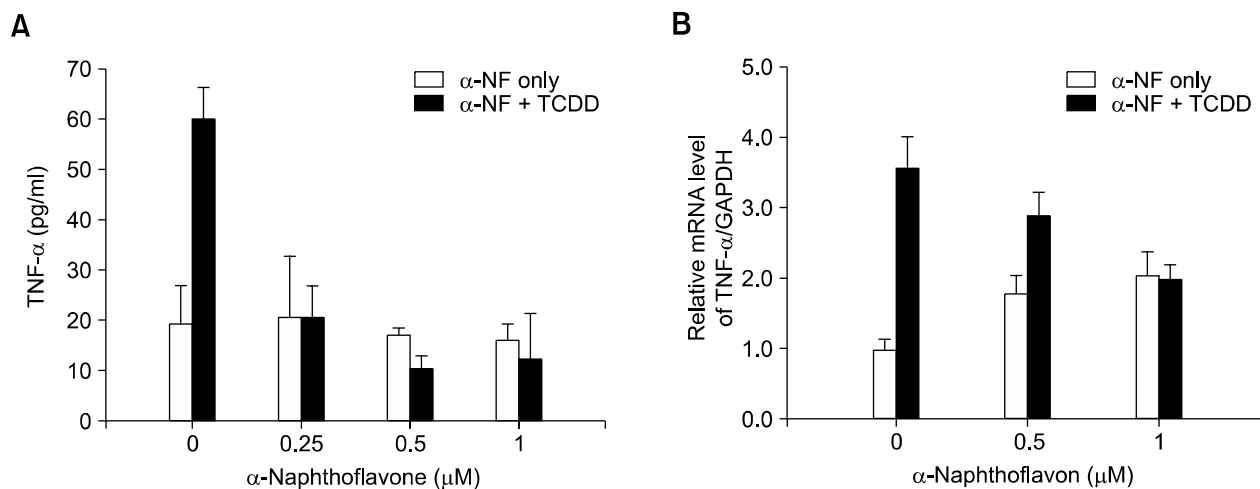 A
TNF-α (pg/ml)
70
60
50
40
30
20
10
0
α-NF only
α-NF + TCDD
0 0.25 0.5 1
α-Naphthoflavone (μM)
B
Relative mRNA level
of TNF-α/GAPDH
5.0
4.0
3.0
2.0
1.0
0.0
α-NF only
α-NF + TCDD
0 0.5 1
α-Naphthoflavon (μM)